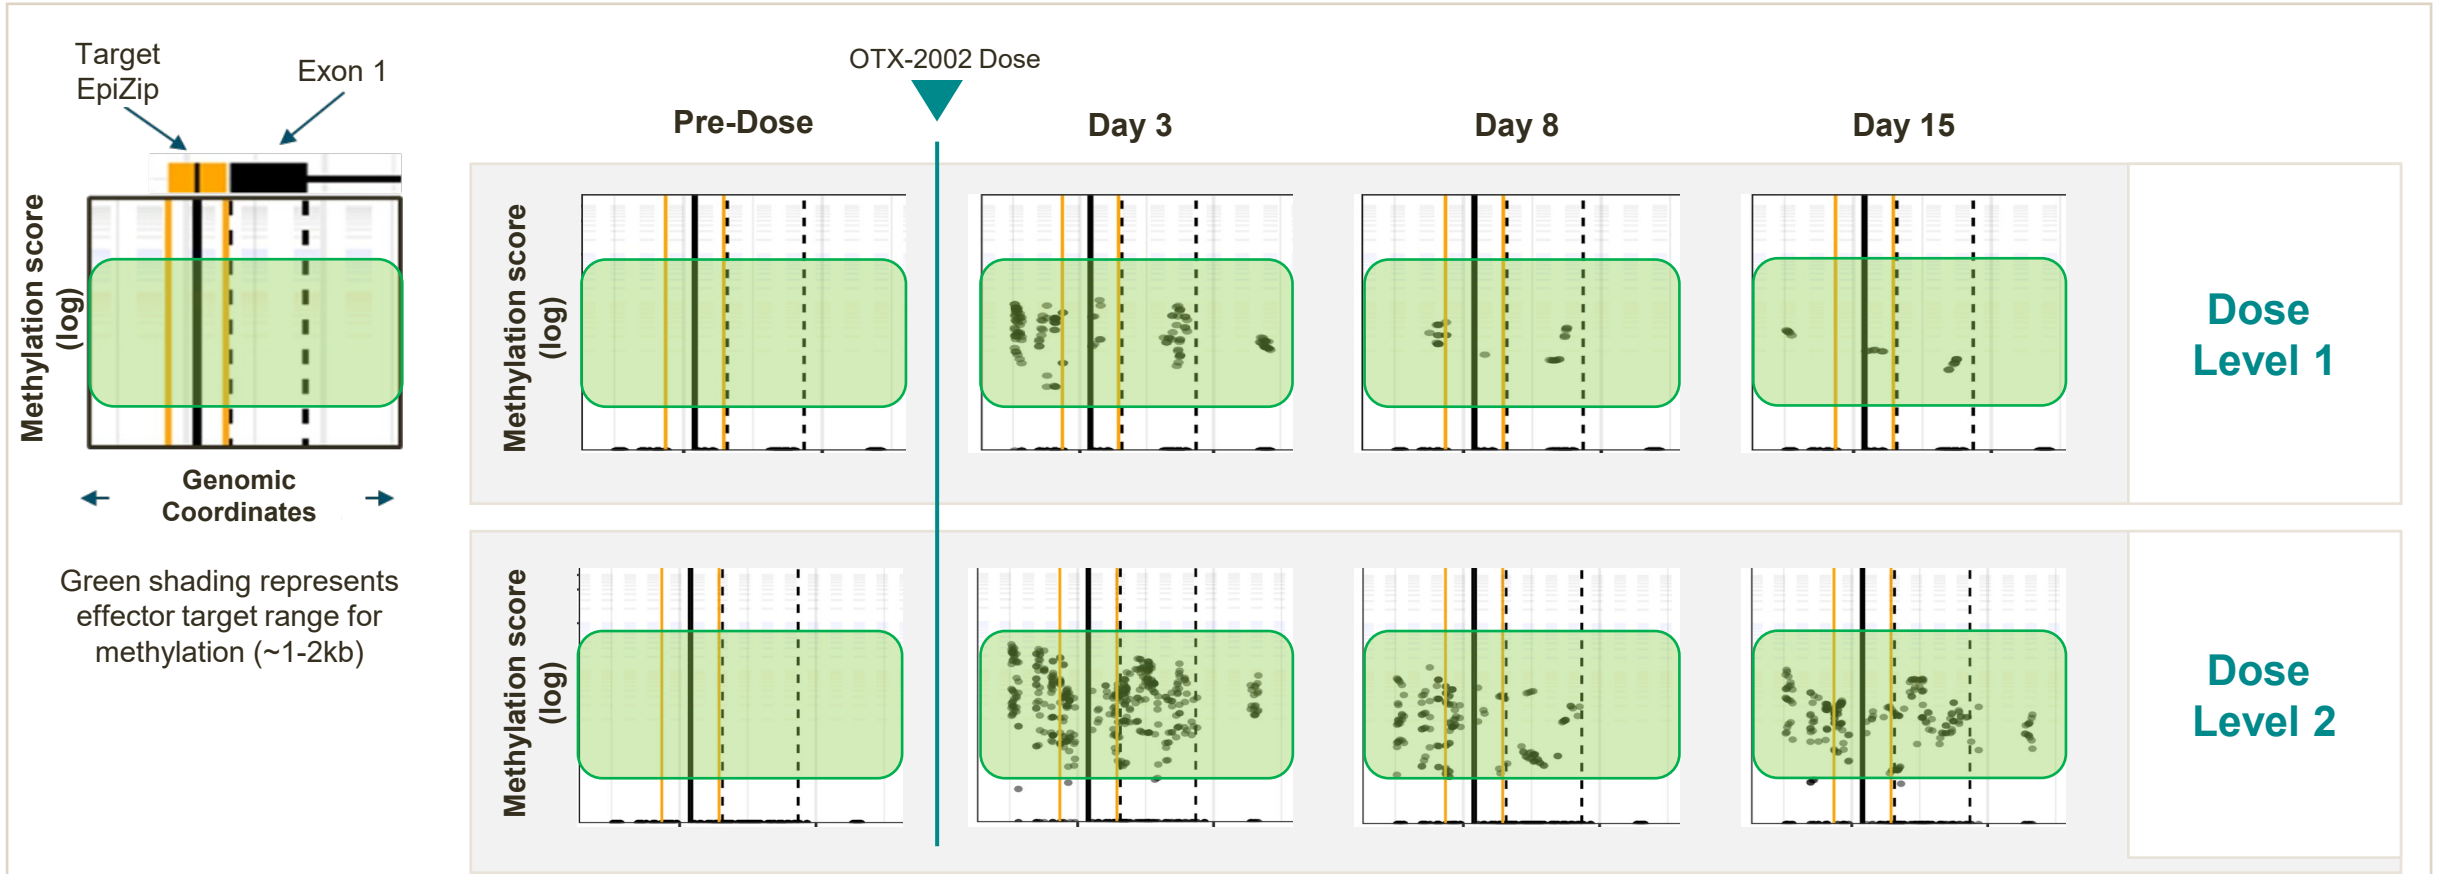 Target
EpiZip
Exon 1
OTX-2002 Dose
Pre-Dose
Day 3
Day 8
Day 15
Methylation score
(log)
Genomic
Coordinates
Green shading represents
effector target range for
methylation (~1-2kb)
Methylation score
(log)
Dose
Level 1
Methylation score
(log)
Dose
Level 2